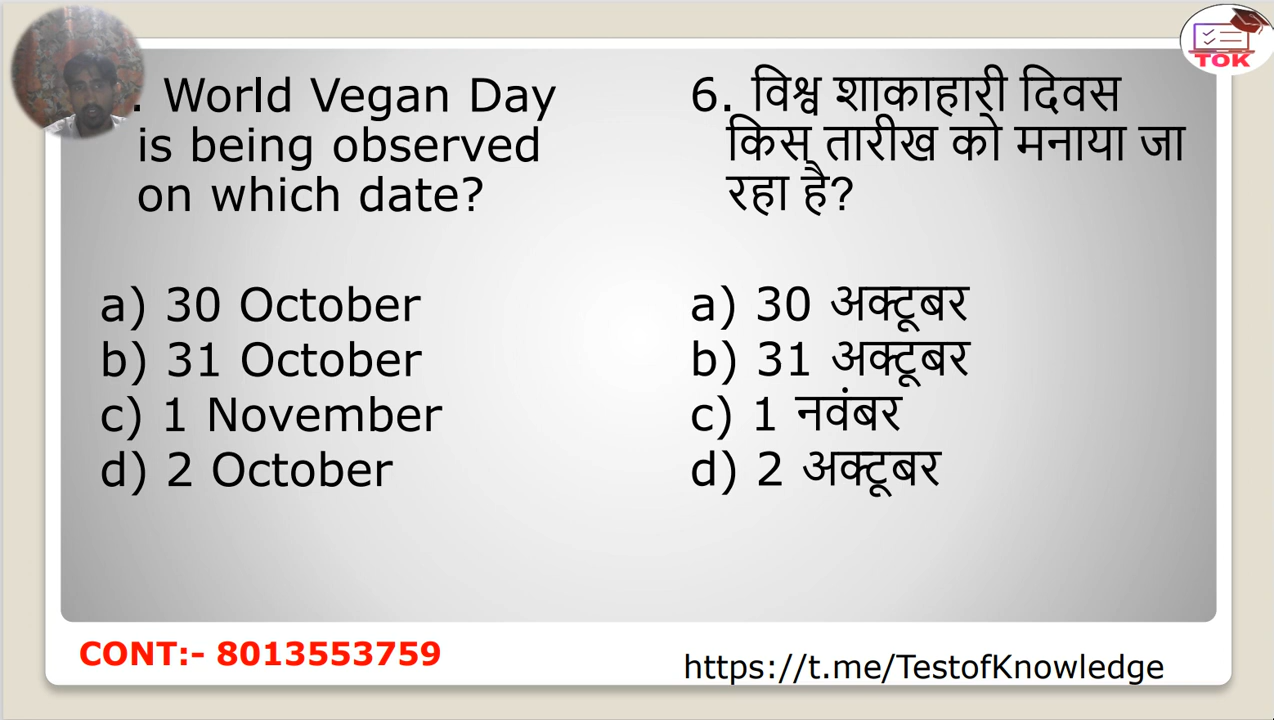 . World Vegan Day
is being observed
on which date?
a) 30 October
b) 31 October
c) 1 November
d) 2 October
6. विश्व शाकाहारी दिवस
किस तारीख को मनाया जा
रहा है?
a) 30 अक्टूबर
b) 31 अक्टूबर
c) 1 नवंबर
d) 2 अक्टूबर
TOK
CONT:- 8013553759
https://t.me/TestofKnowledge